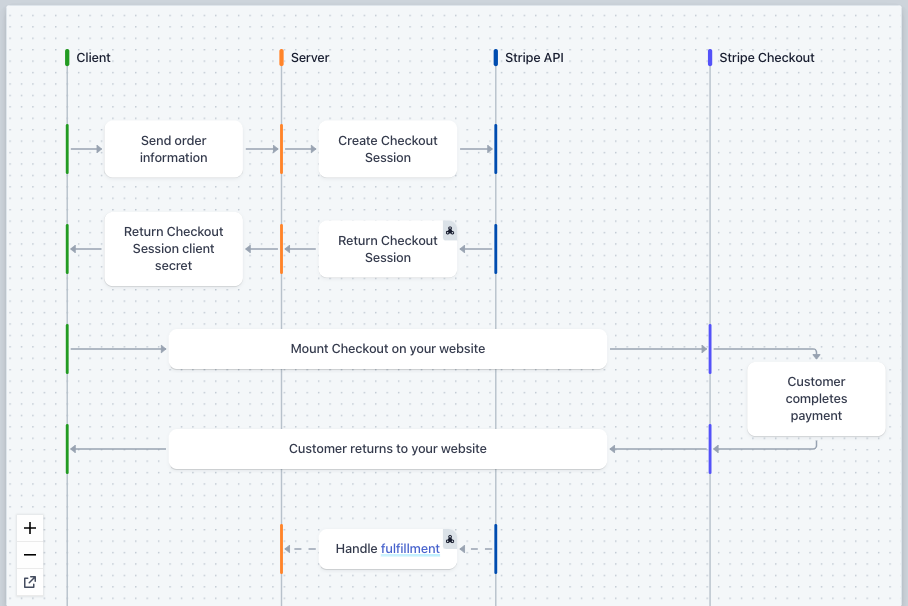 Client
Server
Stripe API
Stripe Checkout
Send order
information
Create Checkout
Session
Return Checkout
Session client
secret
Return Checkout
Session
Mount Checkout on your website
Customer
completes
payment
Customer returns to your website
Handle fulfillment